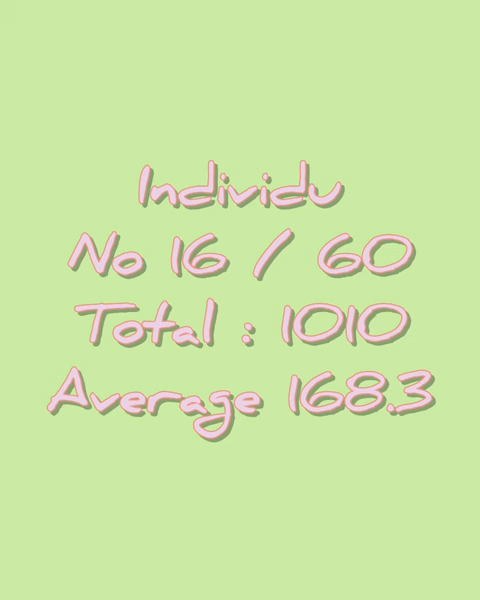 Individu
No 16 / 60
Total : 1010
Average 168.3